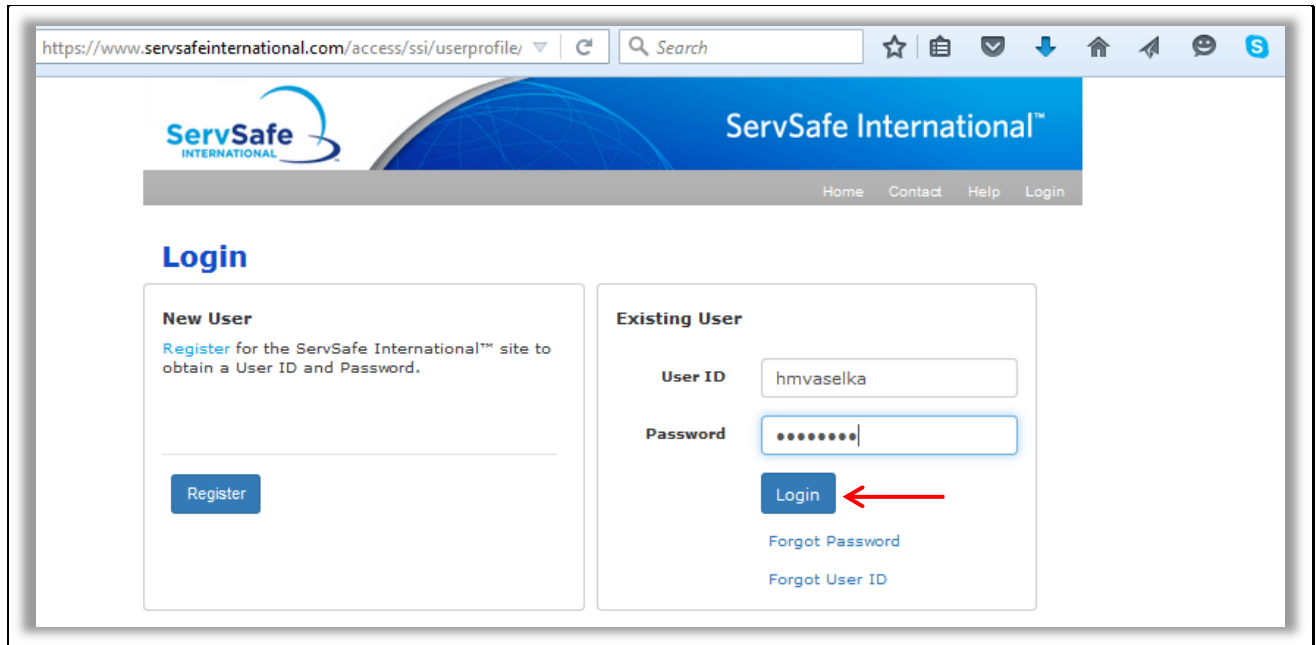 https://www.servsafeinternational.com/access/ssi/userprofile/
Search
ServSafe
INTERNATIONAL
ServSafe International™
Home Contact Help Login
Login
New User
Register for the ServSafe International™ site to
obtain a User ID and Password.
Register
Existing User
User ID hmvaselka
Password ••••••••
Login
Forgot Password
Forgot User ID